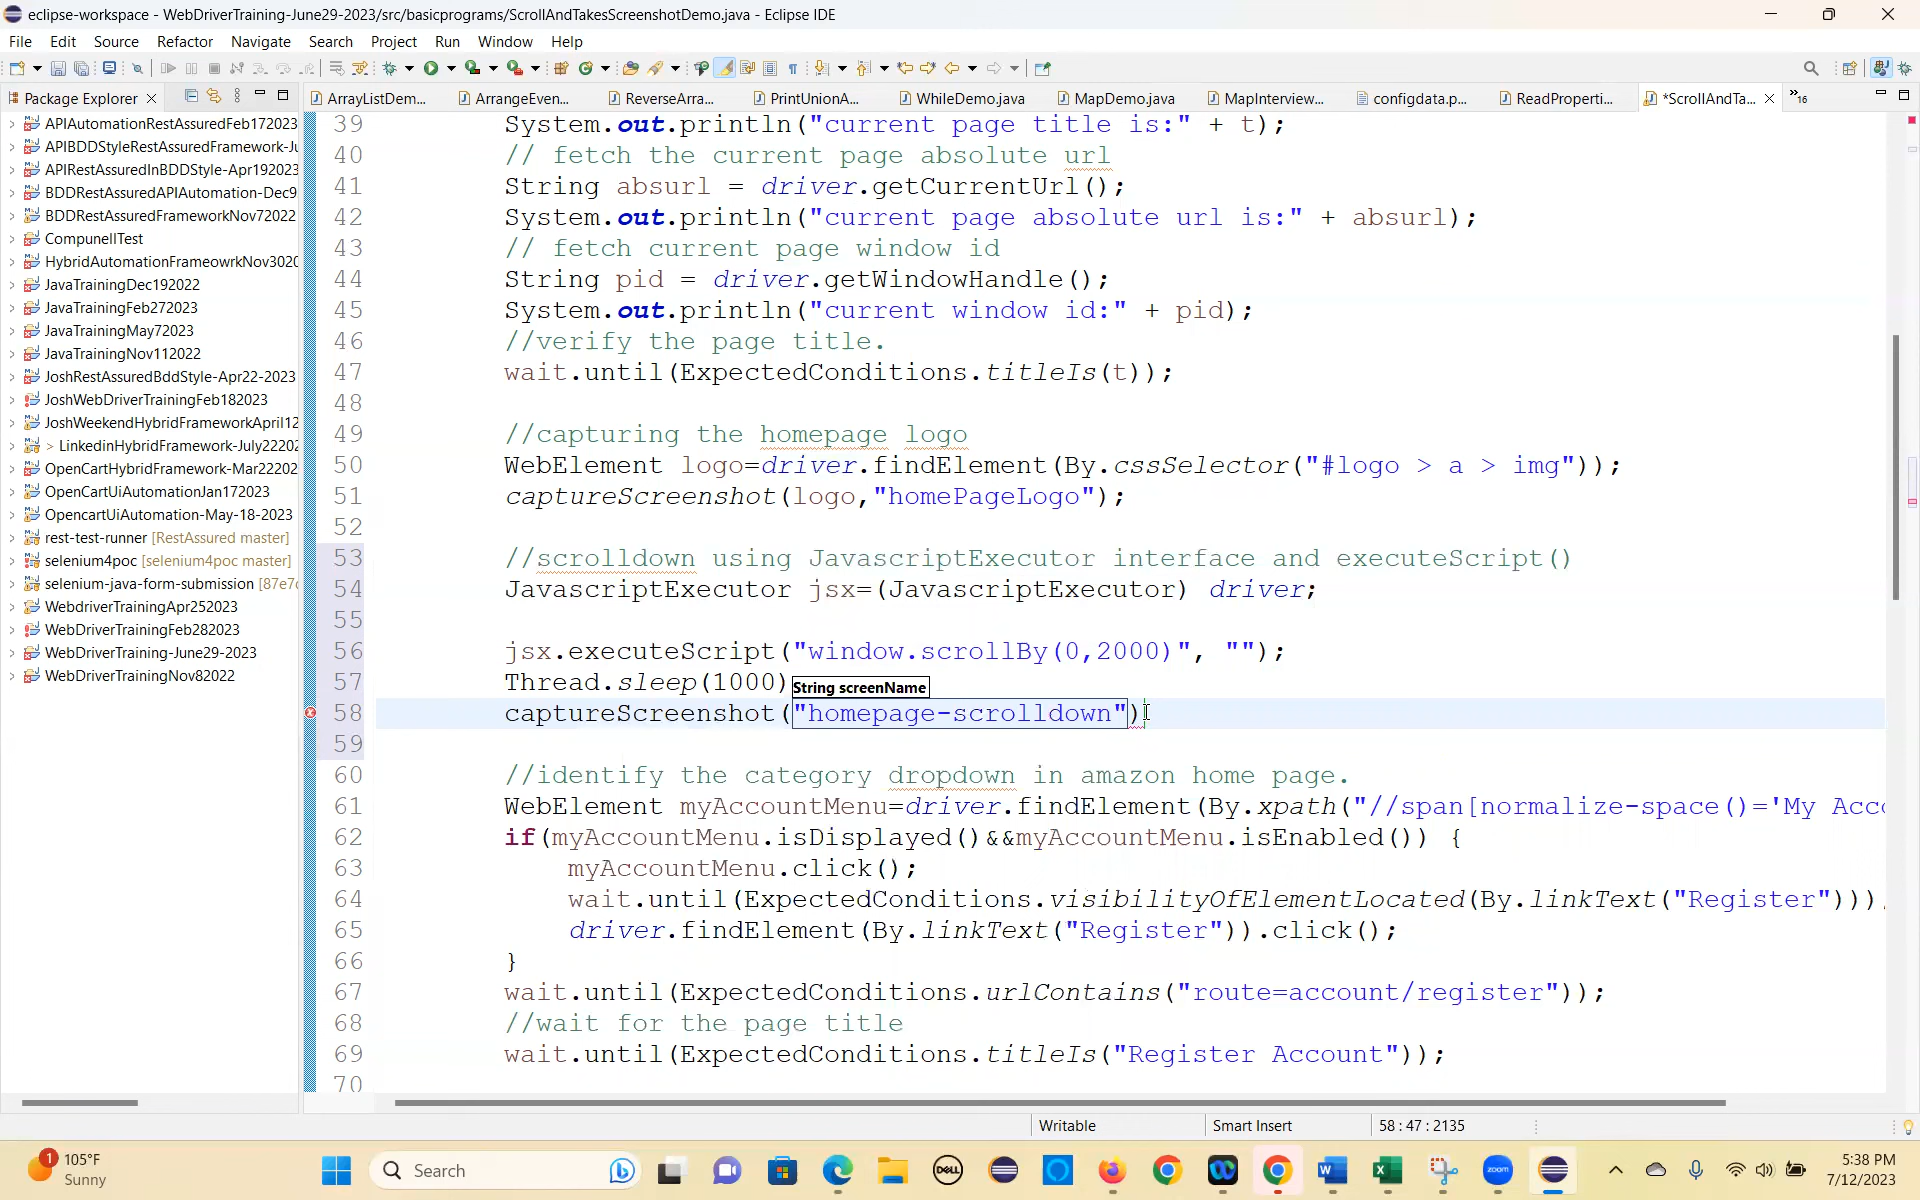 eclipse-workspace - WebDriverTraining-June29-2023/src/basicprograms/ScrollAndTakesScreenshotDemo.java - Eclipse IDE
File Edit Source Refactor Navigate Search Project Run Window Help
Package Explorer
ArrayListDem... ArrangeEven... ReverseArra... PrintUnionA... WhileDemo.java MapDemo.java MapInterview... configdata.p... ReadProperti... *ScrollAndTa... »16
APIAutomationRestAssuredFeb172023
APIBDDStyleRestAssuredFramework-Ju
APIRestAssuredInBDDStyle-Apr192023
BDDRestAssuredAPIAutomation-Dec9
BDDRestAssuredFrameworkNov72022
CompunellTest
HybridAutomationFrameowrkNov3020
JavaTrainingDec192022
JavaTrainingFeb272023
JavaTrainingMay72023
JavaTrainingNov112022
JoshRestAssuredBddStyle-Apr22-2023
JoshWebDriverTrainingFeb182023
JoshWeekendHybridFrameworkApril12
> LinkedinHybridFramework-July22202
OpenCartHybridFramework-Mar22202
OpenCartUiAutomationJan172023
OpencartUiAutomation-May-18-2023
rest-test-runner [RestAssured master]
selenium4poc [selenium4poc master]
selenium-java-form-submission [87e7c
WebdriverTrainingApr252023
WebDriverTrainingFeb282023
WebDriverTraining-June29-2023
WebDriverTrainingNov82022
39 System.out.println("current page title is:" + t);
40 // fetch the current page absolute url
41 String absurl = driver.getCurrentUrl();
42 System.out.println("current page absolute url is:" + absurl);
43 // fetch current page window id
44 String pid = driver.getWindowHandle();
45 System.out.println("current window id:" + pid);
46 //verify the page title.
47 wait.until(ExpectedConditions.titleIs(t));
48
49 //capturing the homepage logo
50 WebElement logo=driver.findElement(By.cssSelector("#logo > a > img"));
51 captureScreenshot(logo,"homePageLogo");
52
53 //scrolldown using JavascriptExecutor interface and executeScript()
54 JavascriptExecutor jsx=(JavascriptExecutor) driver;
55
56 jsx.executeScript("window.scrollBy(0,2000)", "");
57 Thread.sleep(1000)
String screenName
58 captureScreenshot("homepage-scrolldown")
59
60 //identify the category dropdown in amazon home page.
61 WebElement myAccountMenu=driver.findElement(By.xpath("//span[normalize-space()='My Acc
62 if(myAccountMenu.isDisplayed()&&myAccountMenu.isEnabled()) {
63 myAccountMenu.click();
64 wait.until(ExpectedConditions.visibilityOfElementLocated(By.linkText("Register")))
65 driver.findElement(By.linkText("Register")).click();
66 }
67 wait.until(ExpectedConditions.urlContains("route=account/register"));
68 //wait for the page title
69 wait.until(ExpectedConditions.titleIs("Register Account"));
70
Writable Smart Insert 58 : 47 : 2135
1 105°F
Sunny
Search
DELL
zoom
5:38 PM
7/12/2023